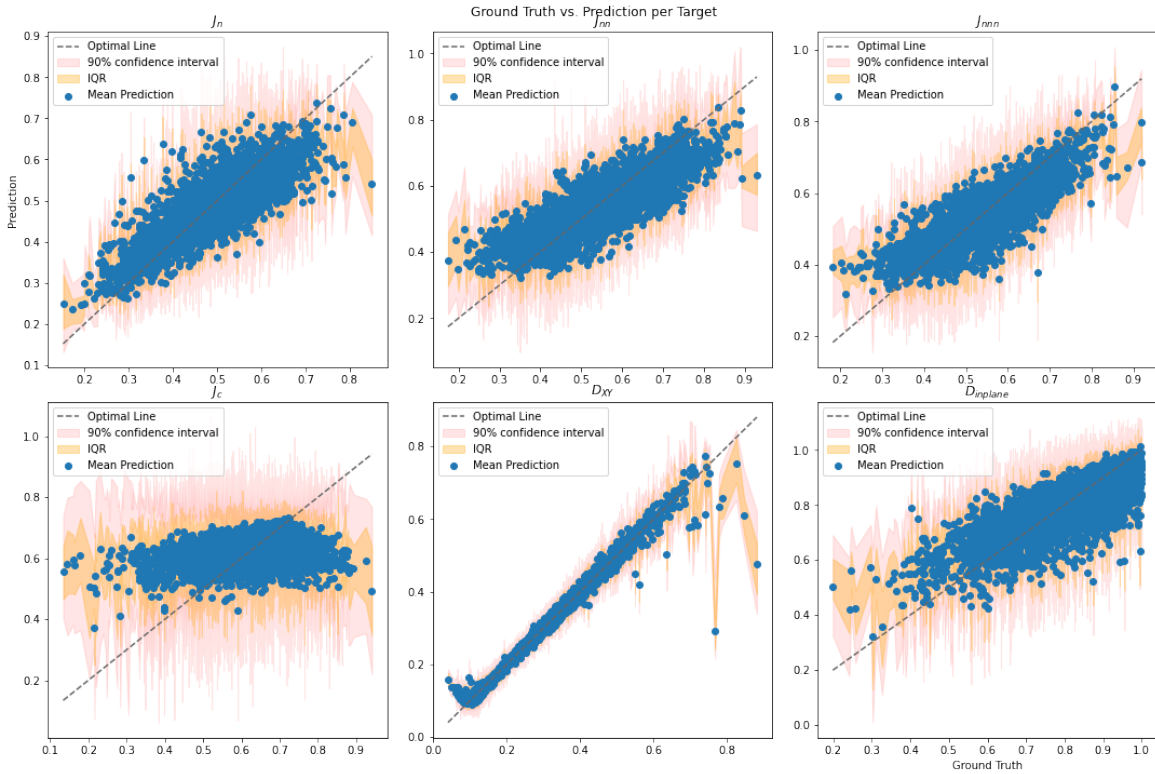 Ground Truth vs. Prediction per Target
J_n
J_nn
J_nnn
Optimal Line
90% confidence interval
IQR
Mean Prediction
Optimal Line
90% confidence interval
IQR
Mean Prediction
Optimal Line
90% confidence interval
IQR
Mean Prediction
Prediction
0.9
0.8
0.7
0.6
0.5
0.4
0.3
0.2
0.1
1.0
0.8
0.6
0.4
0.2
1.0
0.8
0.6
0.4
0.2
0.2 0.3 0.4 0.5 0.6 0.7 0.8
0.2 0.3 0.4 0.5 0.6 0.7 0.8 0.9
0.2 0.3 0.4 0.5 0.6 0.7 0.8 0.9
J_c
D_XY
D_inplane
Optimal Line
90% confidence interval
IQR
Mean Prediction
Optimal Line
90% confidence interval
IQR
Mean Prediction
Optimal Line
90% confidence interval
IQR
Mean Prediction
1.0
0.8
0.6
0.4
0.2
0.8
0.6
0.4
0.2
0.0
1.0
0.8
0.6
0.4
0.2
0.0
0.1 0.2 0.3 0.4 0.5 0.6 0.7 0.8 0.9
0.0 0.2 0.4 0.6 0.8
0.2 0.3 0.4 0.5 0.6 0.7 0.8 0.9 1.0
Ground Truth